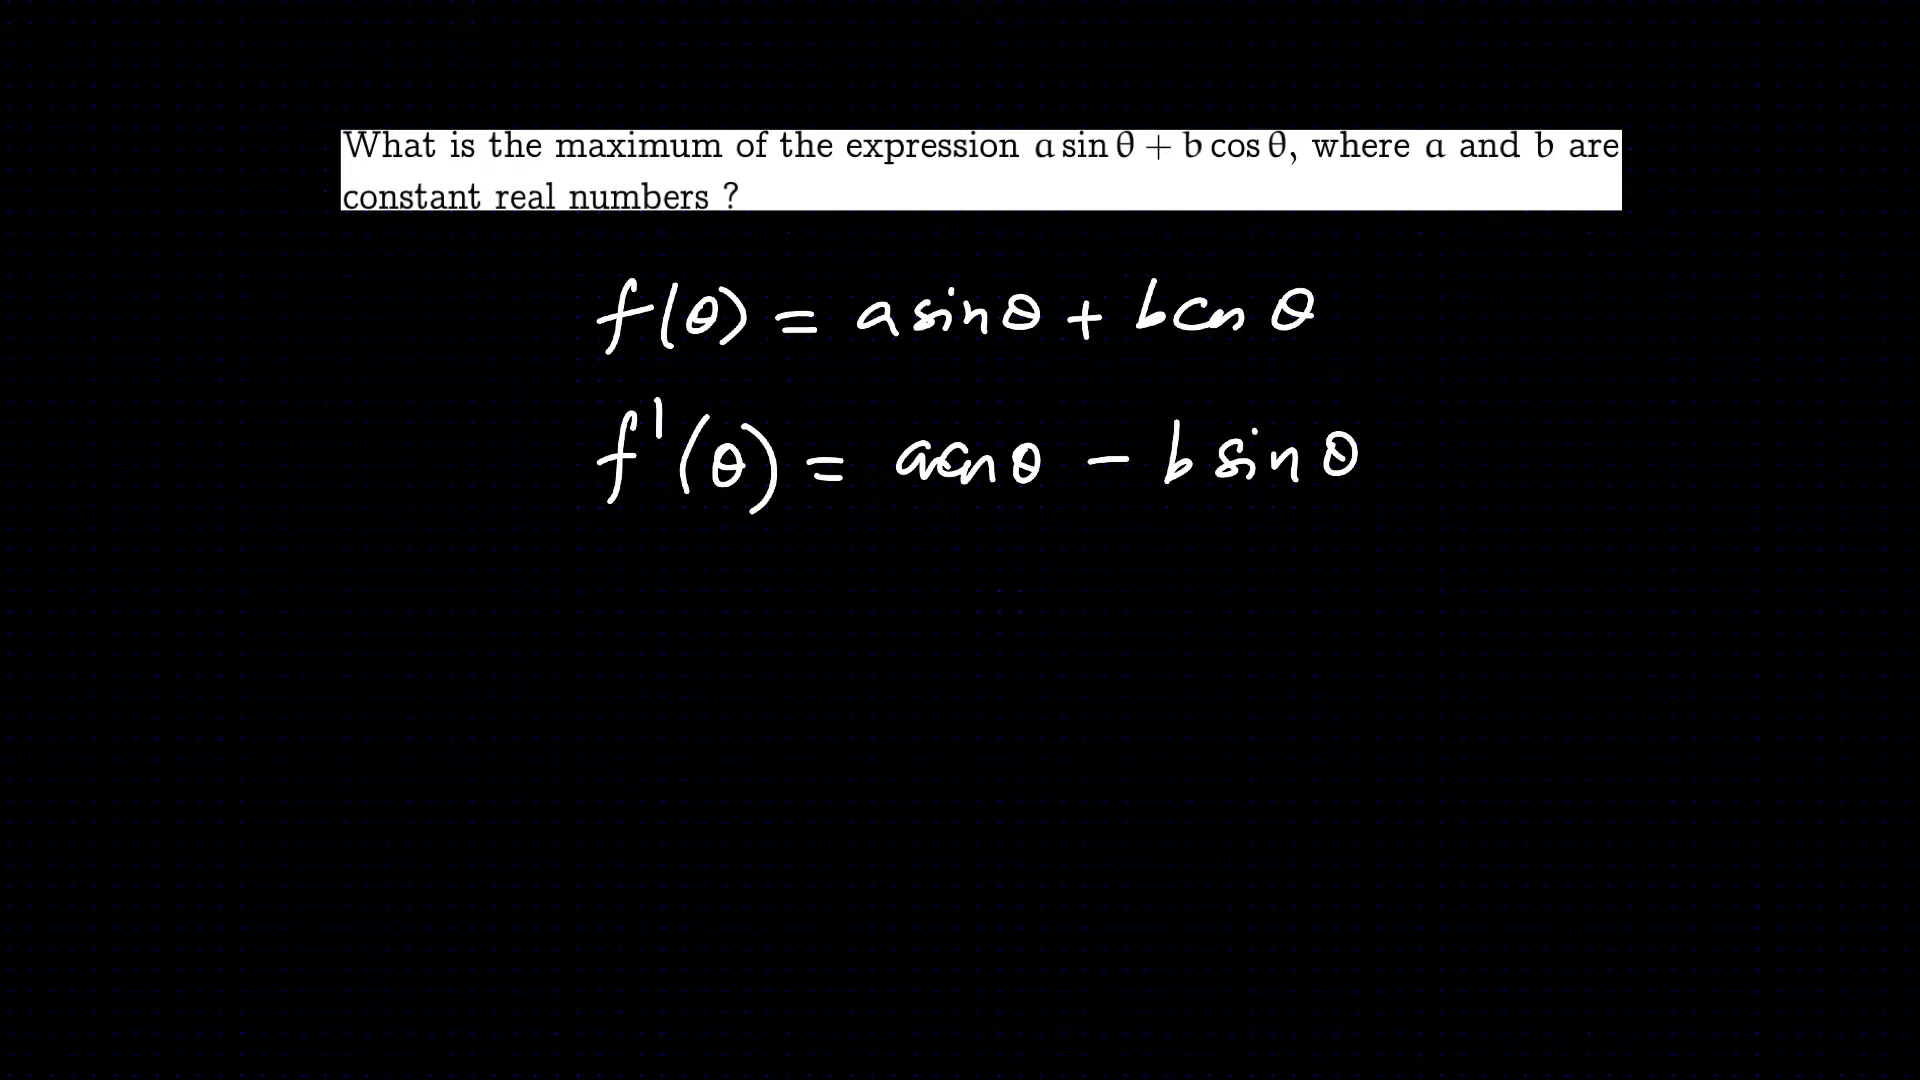 What is the maximum of the expression a sin θ + b cos θ, where a and b are
constant real numbers ?
f(θ) = a sin θ + b cos θ
f'(θ) = a cos θ − b sin θ